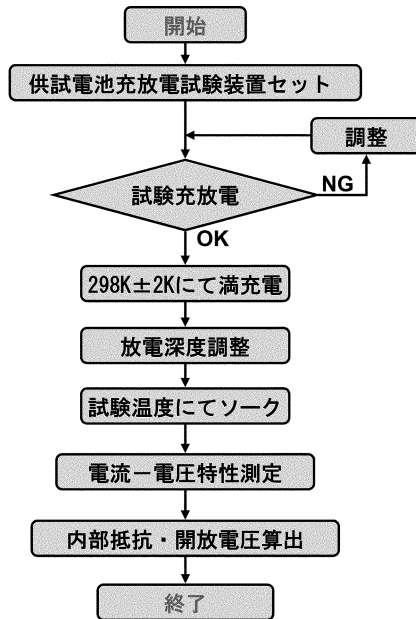 開始
供試電池充放電試験装置セット
調整
試験充放電
NG
OK
298K±2Kにて満充電
放電深度調整
試験温度にてソーク
電流－電圧特性測定
内部抵抗・開放電圧算出
終了